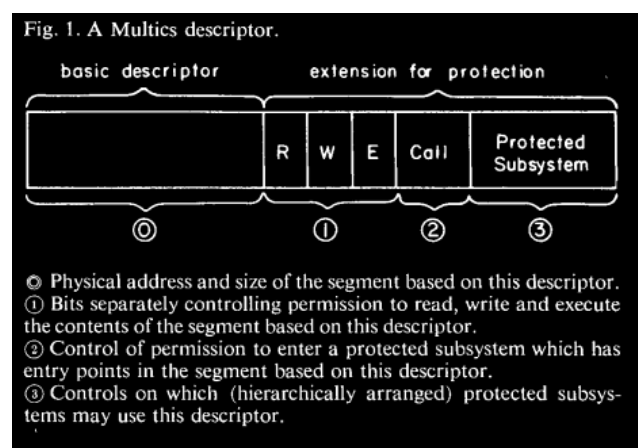 Fig. 1. A Multics descriptor.
basic descriptor extension for protection
R W E Call Protected
Subsystem
⓪ ① ② ③
⓪ Physical address and size of the segment based on this descriptor.
① Bits separately controlling permission to read, write and execute
the contents of the segment based on this descriptor.
② Control of permission to enter a protected subsystem which has
entry points in the segment based on this descriptor.
③ Controls on which (hierarchically arranged) protected subsys-
tems may use this descriptor.